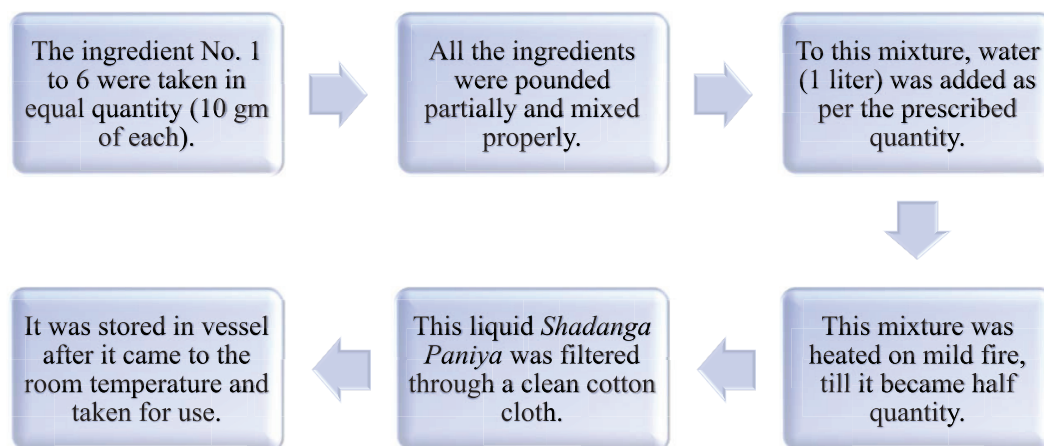 The ingredient No. 1
to 6 were taken in
equal quantity (10 gm
of each).
All the ingredients
were pounded
partially and mixed
properly.
To this mixture, water
(1 liter) was added as
per the prescribed
quantity.
This mixture was
heated on mild fire,
till it became half
quantity.
This liquid Shadanga
Paniya was filtered
through a clean cotton
cloth.
It was stored in vessel
after it came to the
room temperature and
taken for use.